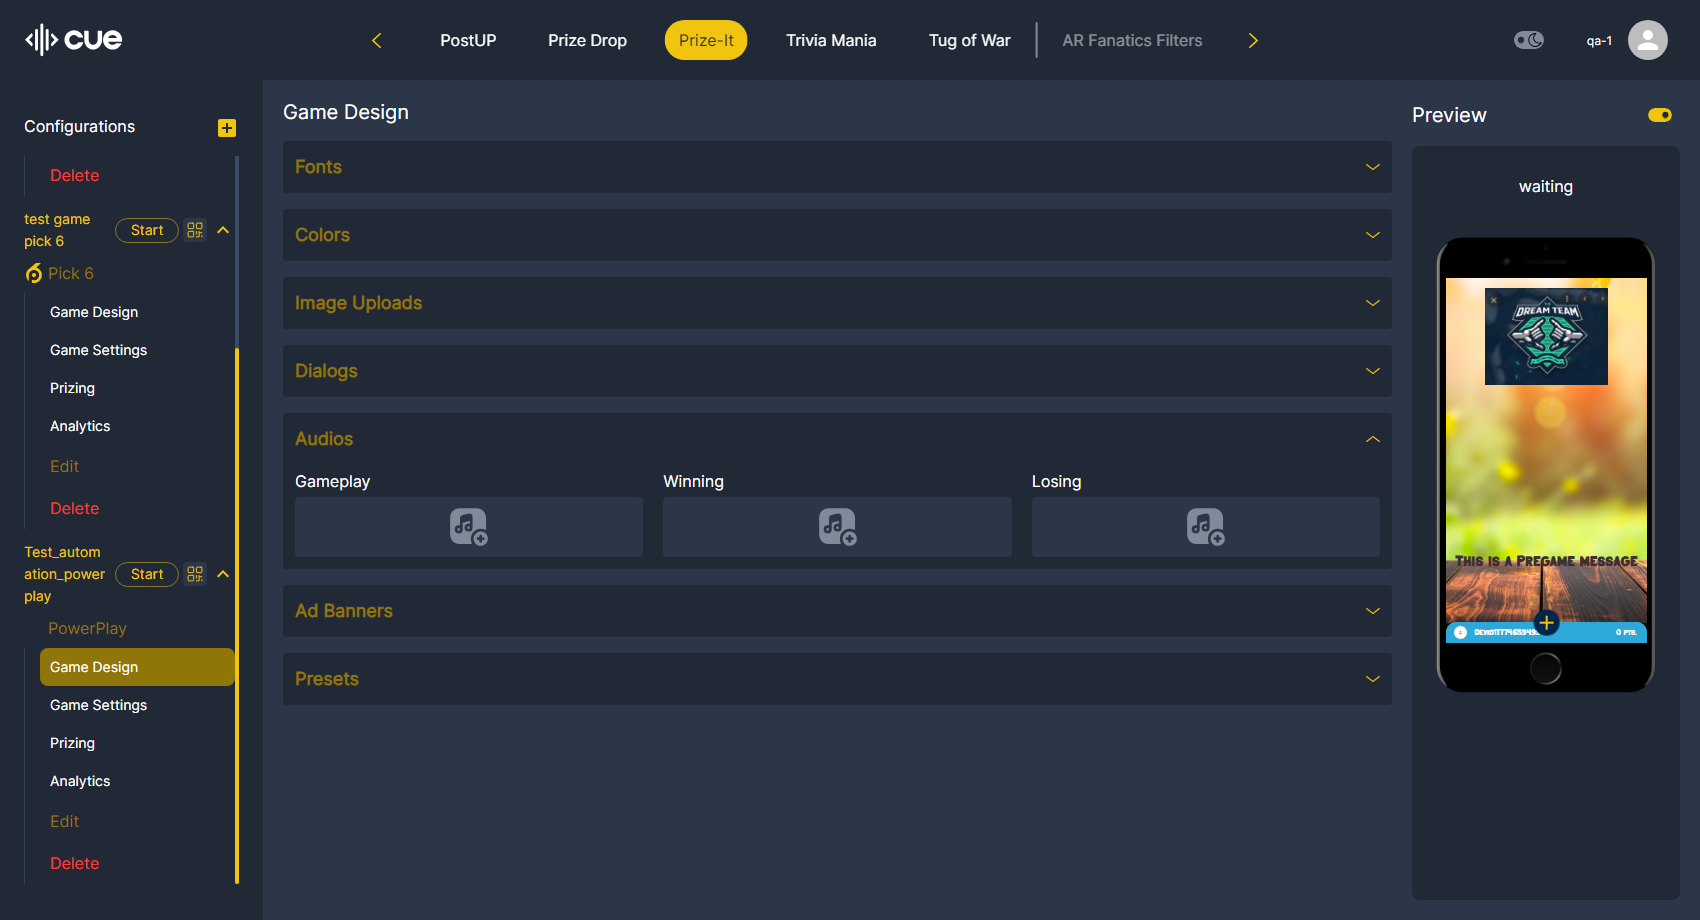 cue
PostUP
Prize Drop
Prize-It
Trivia Mania
Tug of War
AR Fanatics Filters
qa-1
Configurations
Delete
test game
pick 6
Start
Pick 6
Game Design
Game Settings
Prizing
Analytics
Edit
Delete
Test_autom
ation_power
play
Start
PowerPlay
Game Design
Game Settings
Prizing
Analytics
Edit
Delete
Game Design
Fonts
Colors
Image Uploads
Dialogs
Audios
Gameplay
Winning
Losing
Ad Banners
Presets
Preview
waiting
DREAM TEAM
This is a Pregame message
0 pts.